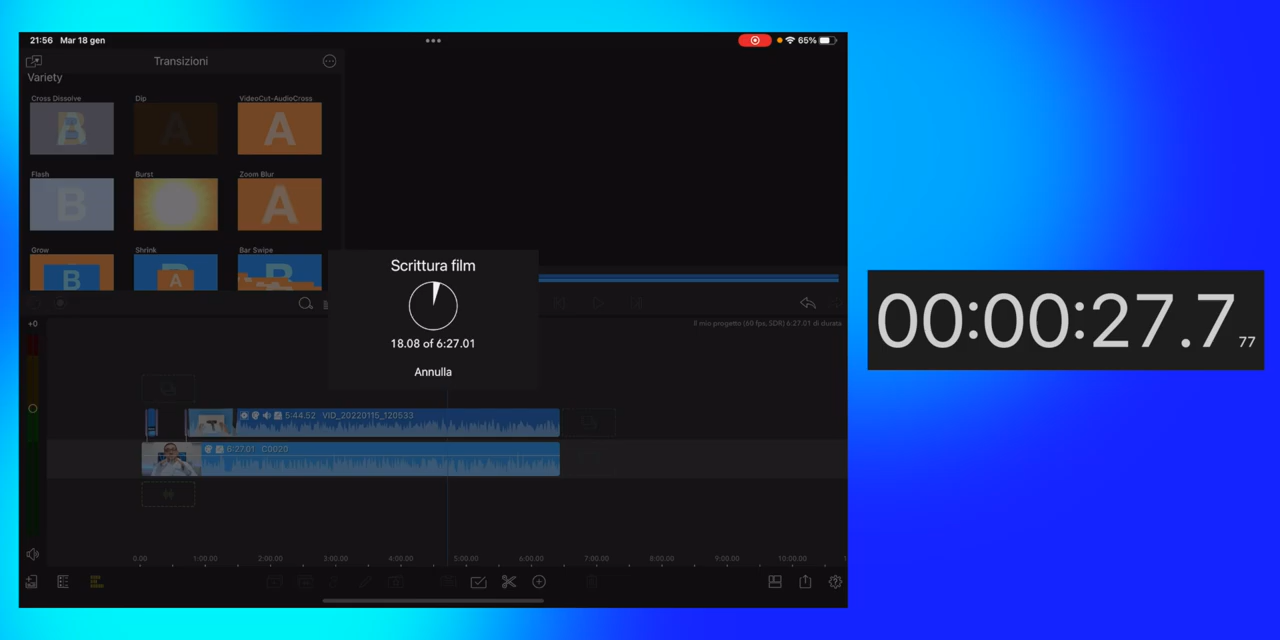 21:56 Mar 18 gen
65%
Transizioni
Variety
Cross Dissolve Dip VideoCut-AudioCross
B A A
Flash Burst Zoom Blur
B A
Grow Shrink Bar Swipe
B A B
Scrittura film
18.08 of 6:27.01
Annulla
+0
Il mio progetto (60 fps, SDR) 6:27.01 di durata
5:44.52 VID_20220115_120533
6:27.01 C0020
0.00 1:00.00 2:00.00 3:00.00 4:00.00 5:00.00 6:00.00 7:00.00 8:00.00 9:00.00 10:00.00
00:00:27.7 77